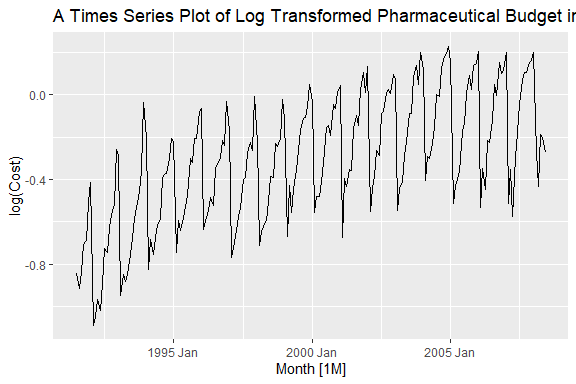 A Times Series Plot of Log Transformed Pharmaceutical Budget in
log(Cost)
0.0
-0.4
-0.8
1995 Jan 2000 Jan 2005 Jan
Month [1M]